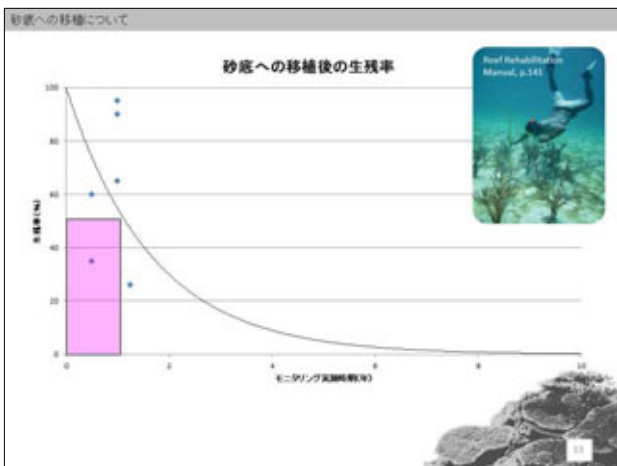 砂底への移植について
砂底への移植後の生残率
Reef Rehabilitation
Manual, p.141
100
80
60
40
20
0
生残率(%)
0 2 4 6 8 10
モニタリング実施時期(年)
13